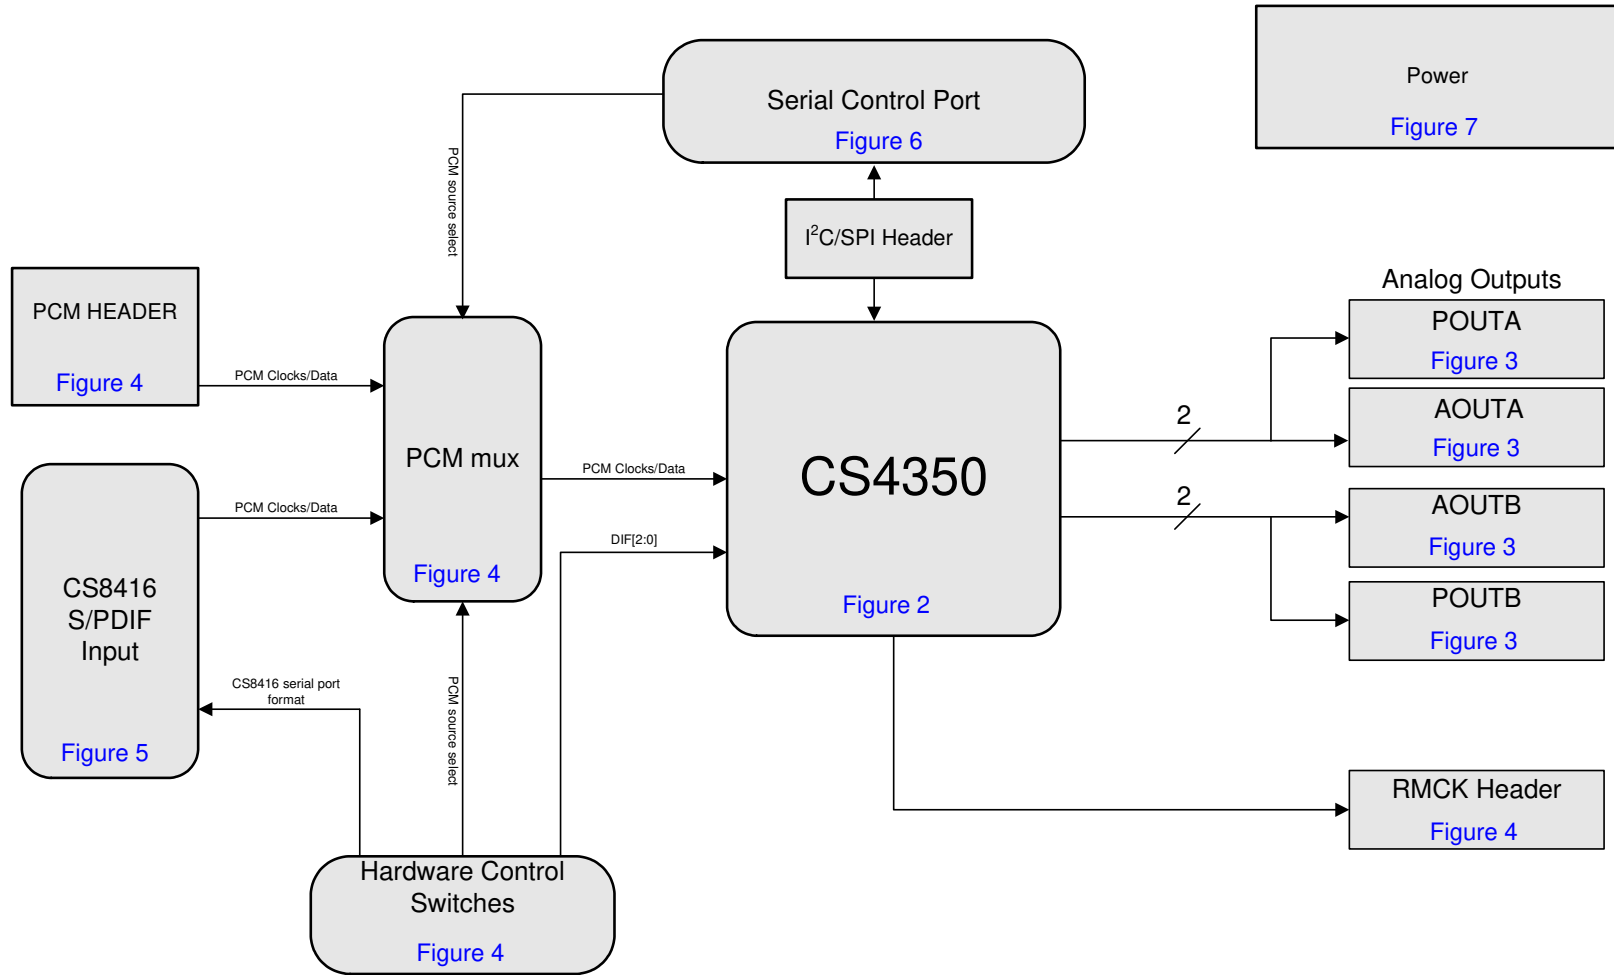 Power
Figure 7
Serial Control Port
Figure 6
PCM source select
I²C/SPI Header
PCM HEADER
Figure 4
PCM Clocks/Data
Analog Outputs
POUTA
Figure 3
2
AOUTA
Figure 3
PCM mux
Figure 4
PCM Clocks/Data
CS4350
Figure 2
2
AOUTB
Figure 3
PCM Clocks/Data
DIF[2:0]
POUTB
Figure 3
CS8416
S/PDIF
Input
Figure 5
CS8416 serial port
format
PCM source select
RMCK Header
Figure 4
Hardware Control
Switches
Figure 4